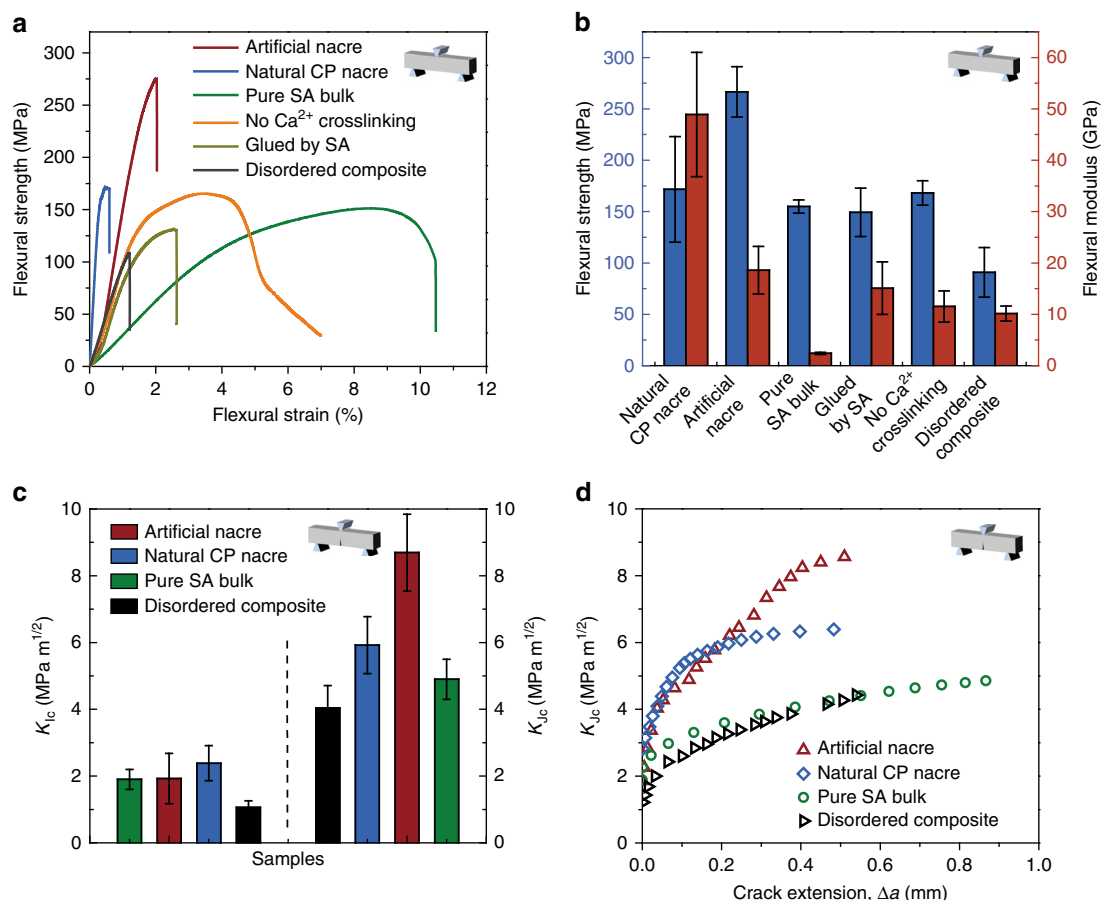 a
Flexural strength (MPa)
300
250
200
150
100
50
0
0 2 4 6 8 10 12
Flexural strain (%)
Artificial nacre
Natural CP nacre
Pure SA bulk
No Ca²⁺ crosslinking
Glued by SA
Disordered composite
b
Flexural strength (MPa)
300
250
200
150
100
50
0
60
50
40
30
20
10
0
Flexural modulus (GPa)
Natural
CP nacre
Artificial
nacre
Pure
SA bulk
Glued
by SA
No Ca²⁺
crosslinking
Disordered
composite
c
K_Ic (MPa m^1/2)
10
8
6
4
2
0
Artificial nacre
Natural CP nacre
Pure SA bulk
Disordered composite
10
8
6
4
2
0
K_Jc (MPa m^1/2)
Samples
d
K_Jc (MPa m^1/2)
10
8
6
4
2
0
Artificial nacre
Natural CP nacre
Pure SA bulk
Disordered composite
0.0 0.2 0.4 0.6 0.8 1.0
Crack extension, Δa (mm)